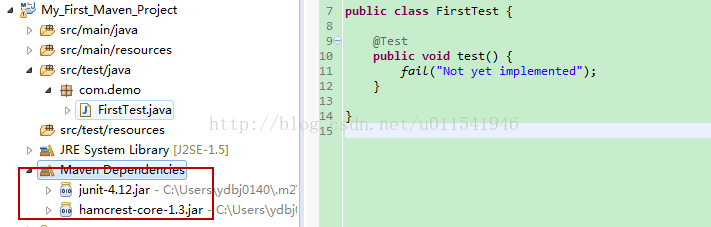 My_First_Maven_Project
src/main/java
src/main/resources
src/test/java
com.demo
FirstTest.java
src/test/resources
JRE System Library [J2SE-1.5]
Maven Dependencies
junit-4.12.jar - C:\Users\ydbj0140\.m2\
hamcrest-core-1.3.jar - C:\Users\ydbj0
7 public class FirstTest {
8
9 @Test
10 public void test() {
11 fail("Not yet implemented");
12 }
13
14 }
15
http://blog.csdn.net/u011541946